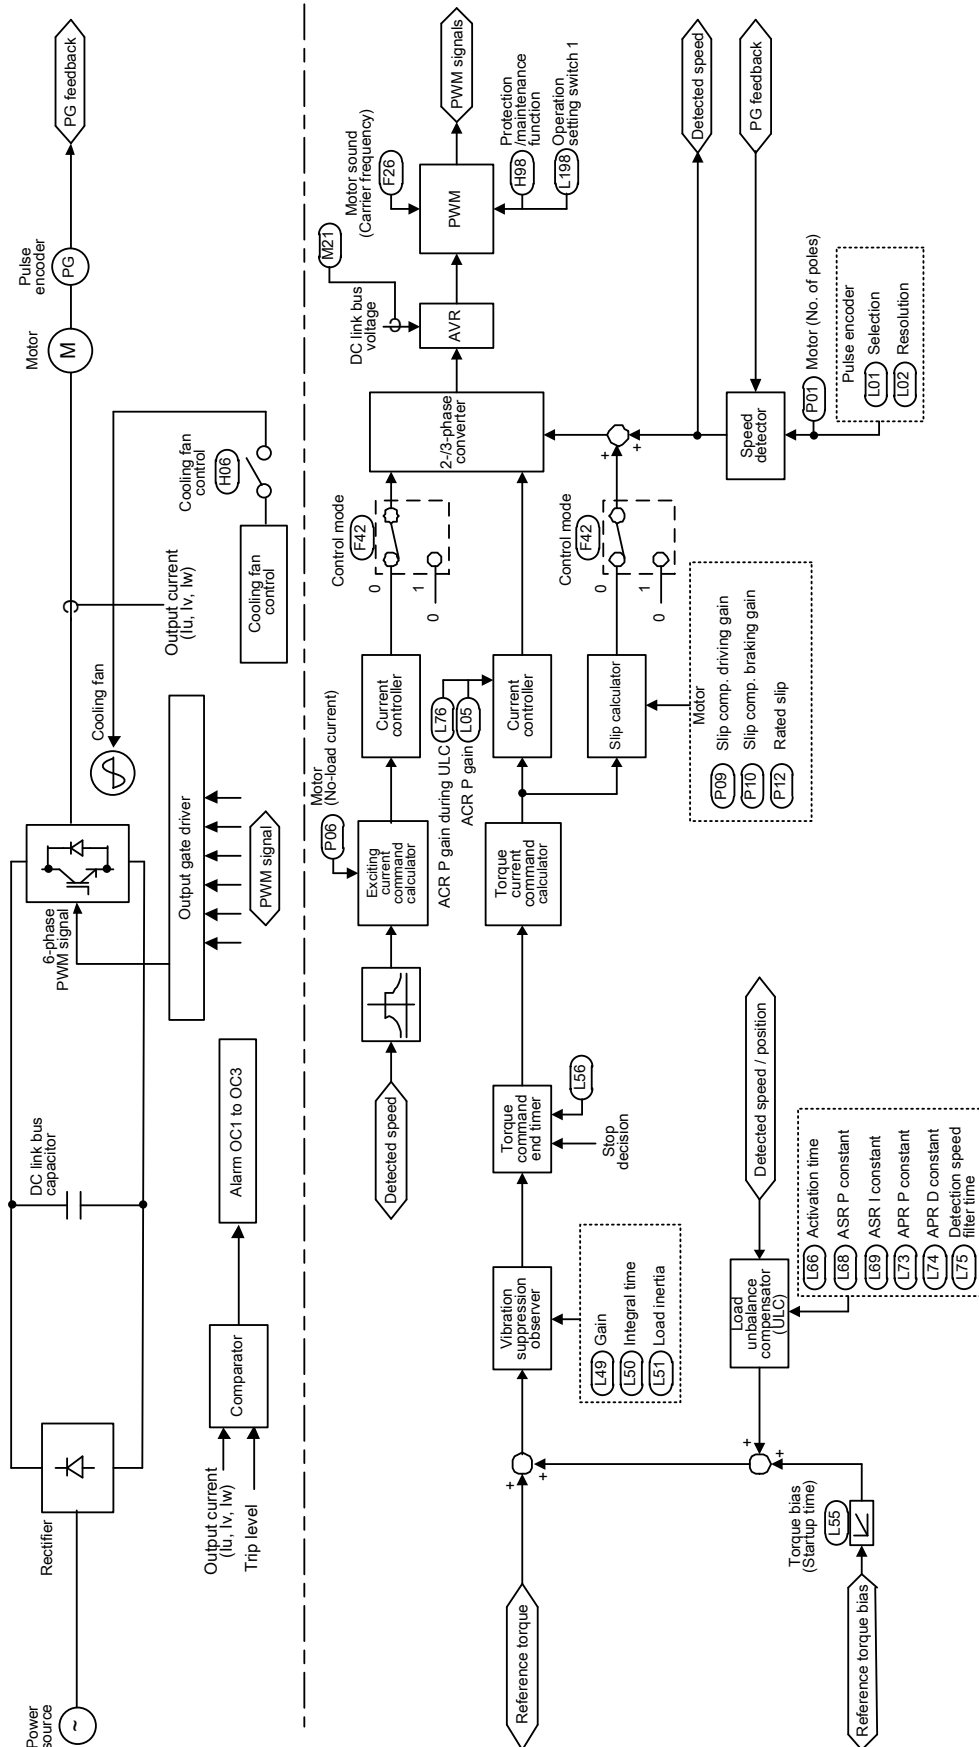 Power
source
Rectifier
DC link bus
capacitor
6-phase
PWM signal
Cooling fan
Output current
(Iu, Iv, Iw)
Motor
M
Pulse
encoder
PG
PG feedback
Output current
(Iu, Iv, Iw)
Trip level
Comparator
Alarm OC1 to OC3
Output gate driver
PWM signal
Cooling fan
control
Cooling fan
control
H06
Detected speed
Motor
(No-load current)
P06
Exciting
current
command
calculator
Current
controller
Control mode
F42
0
1
0
2-/3-phase
converter
DC link bus
voltage
M21
AVR
Motor sound
(Carrier frequency)
F26
PWM
PWM signals
H98
Protection
/maintenance
function
L198
Operation
setting switch 1
ACR P gain during ULC
L76
ACR P gain
L05
Reference torque
+
+
Vibration
suppression
observer
L49 Gain
L50 Integral time
L51 Load inertia
Torque
command
end timer
Stop
decision
L56
Torque
current
command
calculator
Current
controller
Slip calculator
Control mode
F42
0
1
0
+
+
Detected speed
Motor
P09 Slip comp. driving gain
P10 Slip comp. braking gain
P12 Rated slip
Speed
detector
PG feedback
P01 Motor (No. of poles)
Pulse encoder
L01 Selection
L02 Resolution
Reference torque bias
Torque bias
(Startup time)
L55
+
+
Load
unbalance
compensator
(ULC)
Detected speed / position
L66 Activation time
L68 ASR P constant
L69 ASR I constant
L73 APR P constant
L74 APR D constant
L75 Detection speed
filter time